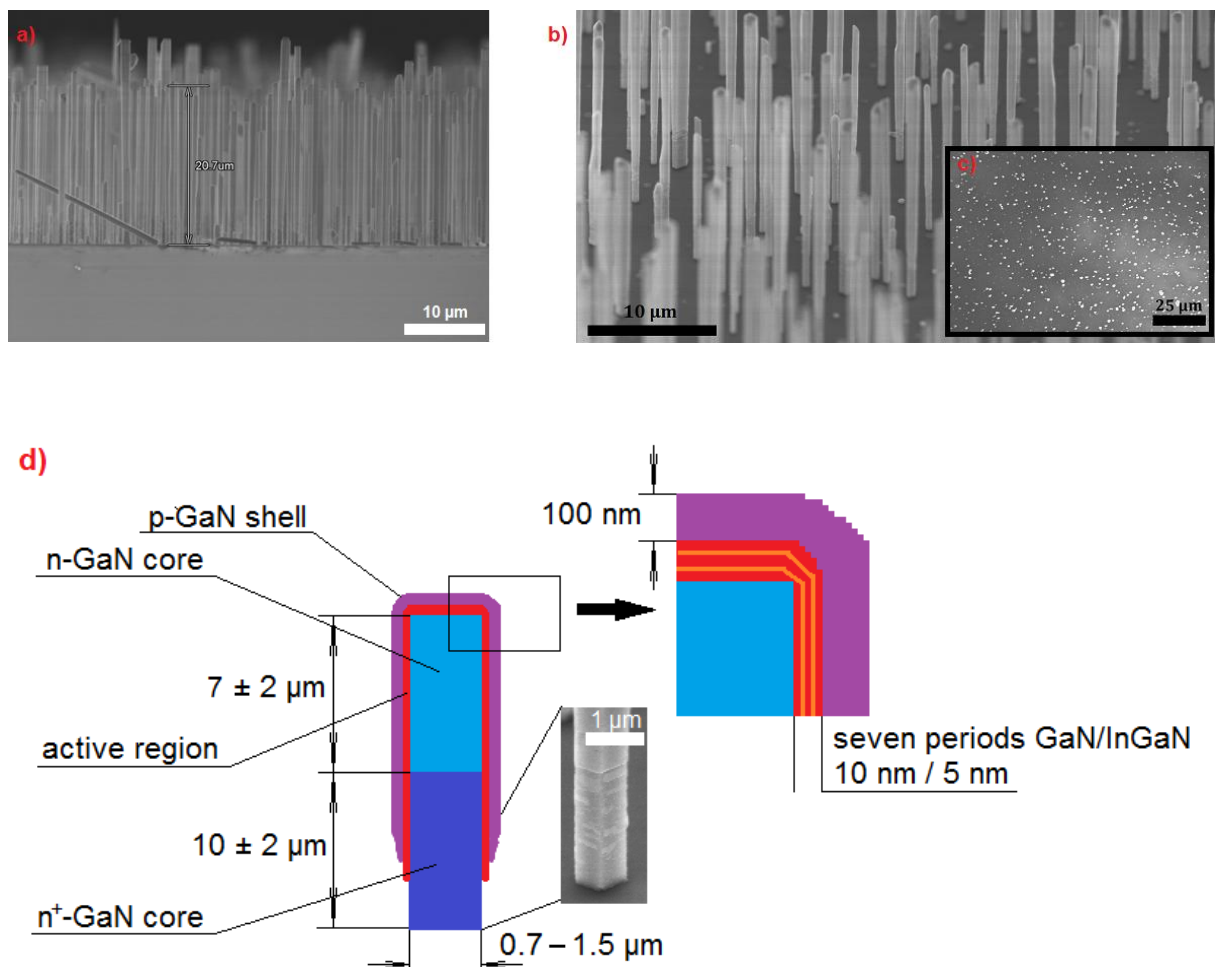 a)
20.7um
10 µm
b)
10 µm
c)
25 µm
d)
p-GaN shell
n-GaN core
7 ± 2 µm
active region
10 ± 2 µm
n⁺-GaN core
0.7 – 1.5 µm
1 µm
100 nm
seven periods GaN/InGaN
10 nm / 5 nm